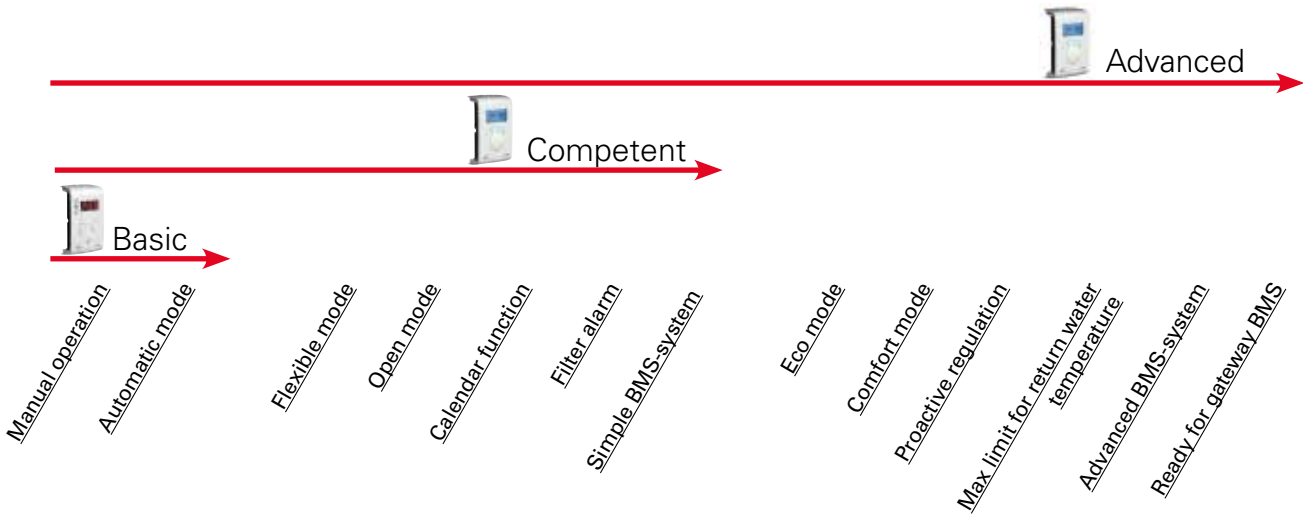 Advanced
Competent
Basic
Manual operation
Automatic mode
Flexible mode
Open mode
Calendar function
Filter alarm
Simple BMS-system
Eco mode
Comfort mode
Proactive regulation
Max limit for return water
temperature
Advanced BMS-system
Ready for gateway BMS